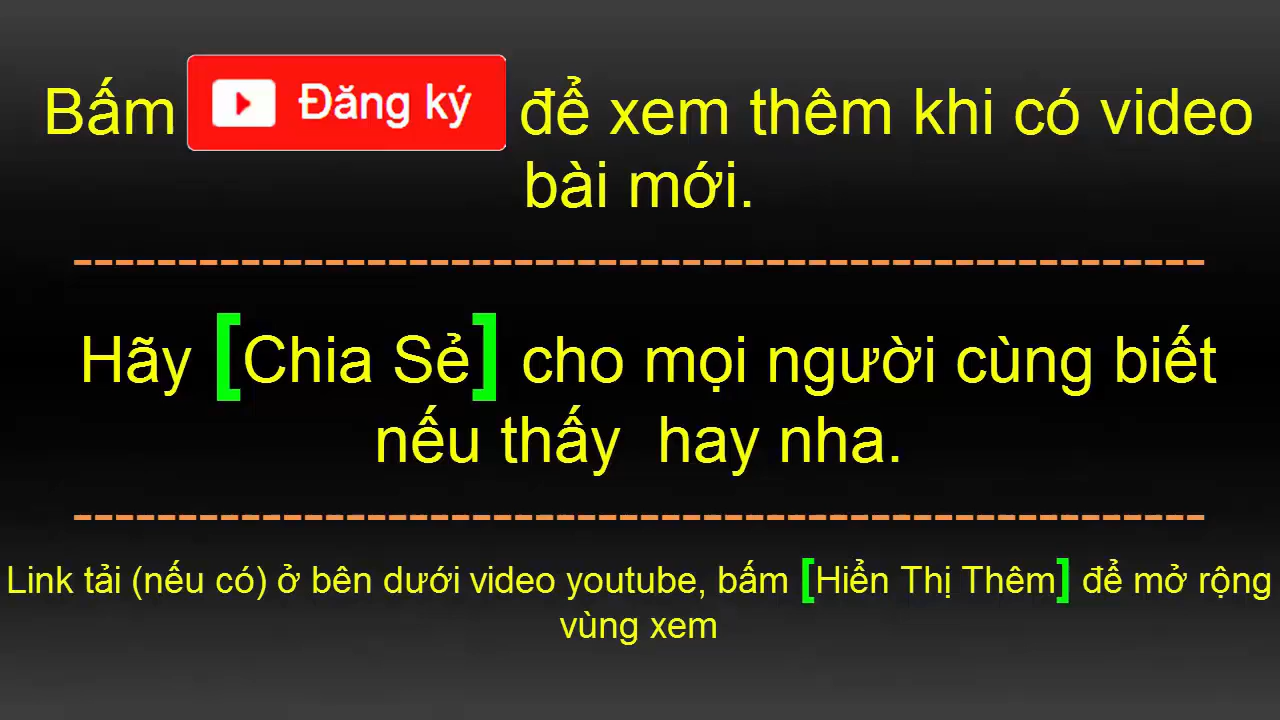 Bấm Đăng ký để xem thêm khi có video
bài mới.
------------------------------------------------------
Hãy [Chia Sẻ] cho mọi người cùng biết
nếu thấy  hay nha.
------------------------------------------------------
Link tải (nếu có) ở bên dưới video youtube, bấm [Hiển Thị Thêm] để mở rộng
vùng xem